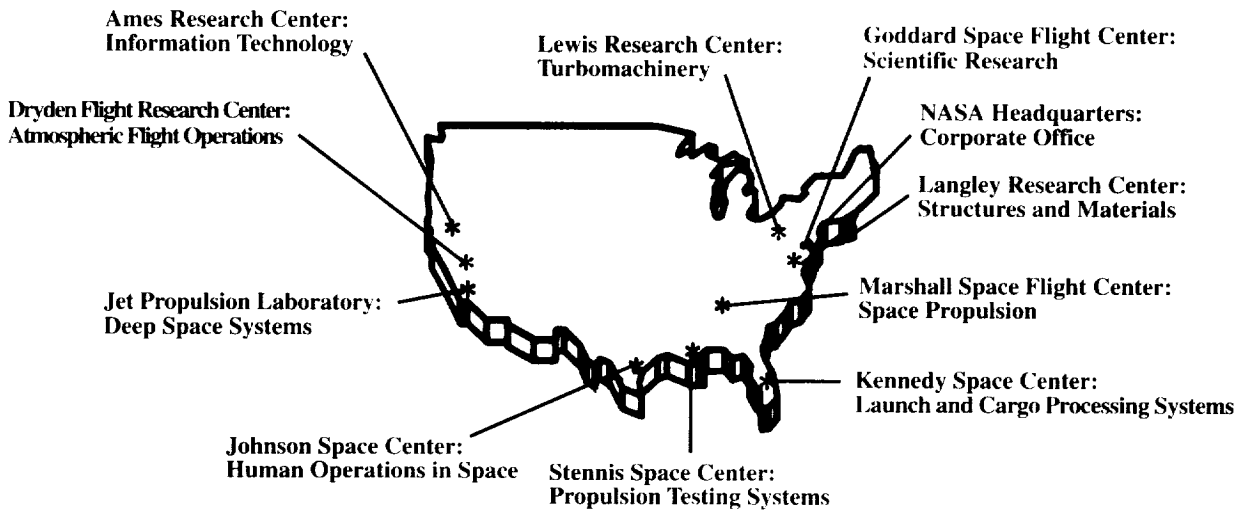 Ames Research Center:
Information Technology
Lewis Research Center:
Turbomachinery
Goddard Space Flight Center:
Scientific Research
Dryden Flight Research Center:
Atmospheric Flight Operations
NASA Headquarters:
Corporate Office
Langley Research Center:
Structures and Materials
Jet Propulsion Laboratory:
Deep Space Systems
Marshall Space Flight Center:
Space Propulsion
Kennedy Space Center:
Launch and Cargo Processing Systems
Johnson Space Center:
Human Operations in Space
Stennis Space Center:
Propulsion Testing Systems